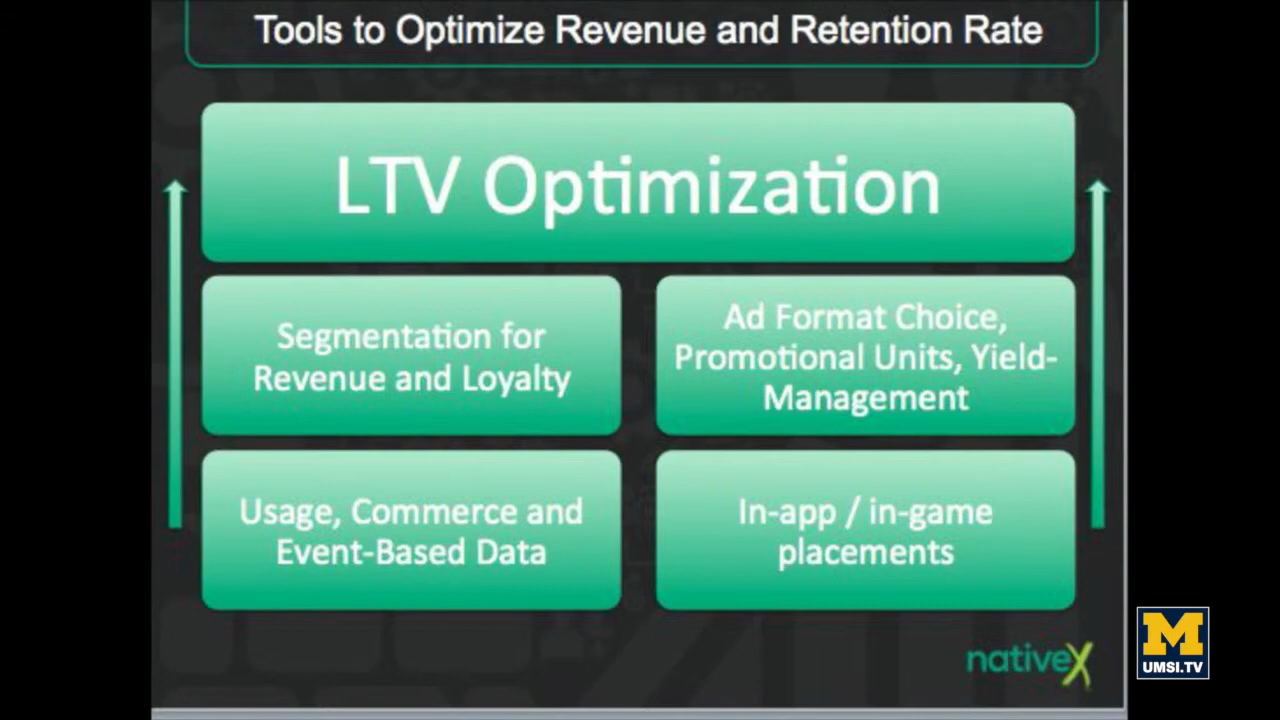 Tools to Optimize Revenue and Retention Rate
LTV Optimization
Segmentation for
Revenue and Loyalty
Ad Format Choice,
Promotional Units, Yield-
Management
Usage, Commerce and
Event-Based Data
In-app / in-game
placements
nativeX
M
UMSI.TV